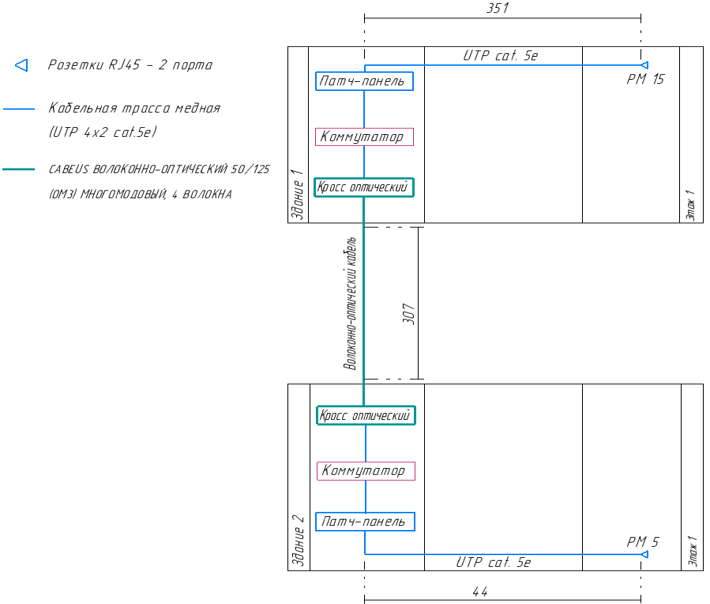 351
UTP cat. 5e
Розетки RJ45 - 2 порта
Патч-панель
РМ 15
Кабельная трасса медная
(UTP 4x2 cat.5e)
Коммутатор
CABEUS ВОЛОКОННО-ОПТИЧЕСКИЙ 50/125
(OM3) МНОГОМОДОВЫЙ, 4 ВОЛОКНА
Кросс оптический
Здание 1
Этаж 1
Волоконно-оптический кабель
307
Кросс оптический
Коммутатор
Патч-панель
Здание 2
РМ 5
Этаж 1
UTP cat. 5e
44